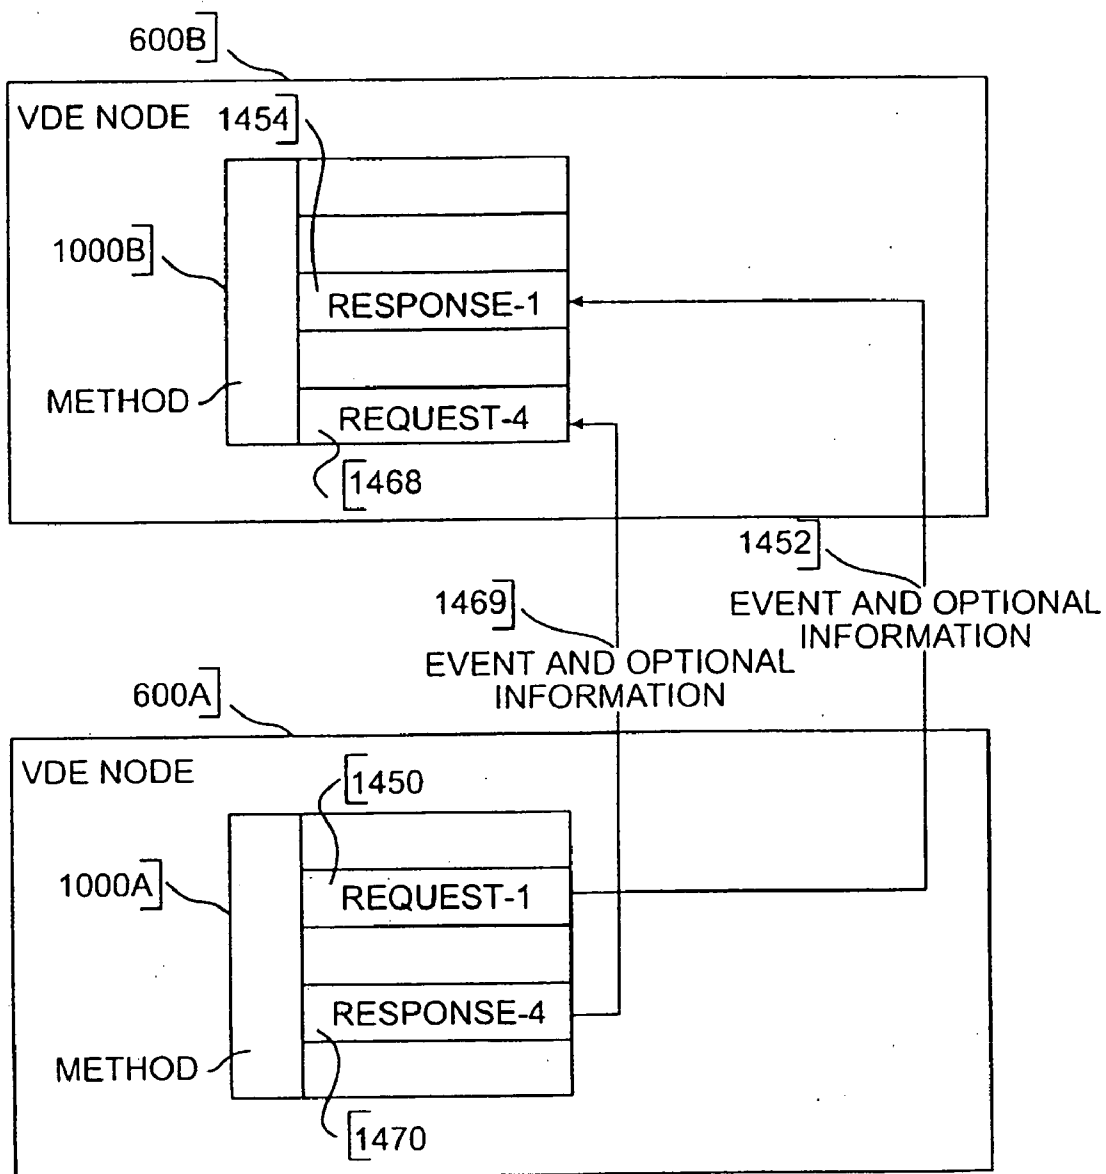 600B
VDE NODE 1454
1000B
RESPONSE-1
METHOD
REQUEST-4
1468
1452
EVENT AND OPTIONAL
INFORMATION
1469
EVENT AND OPTIONAL
INFORMATION
600A
VDE NODE
1450
1000A
REQUEST-1
RESPONSE-4
METHOD
1470